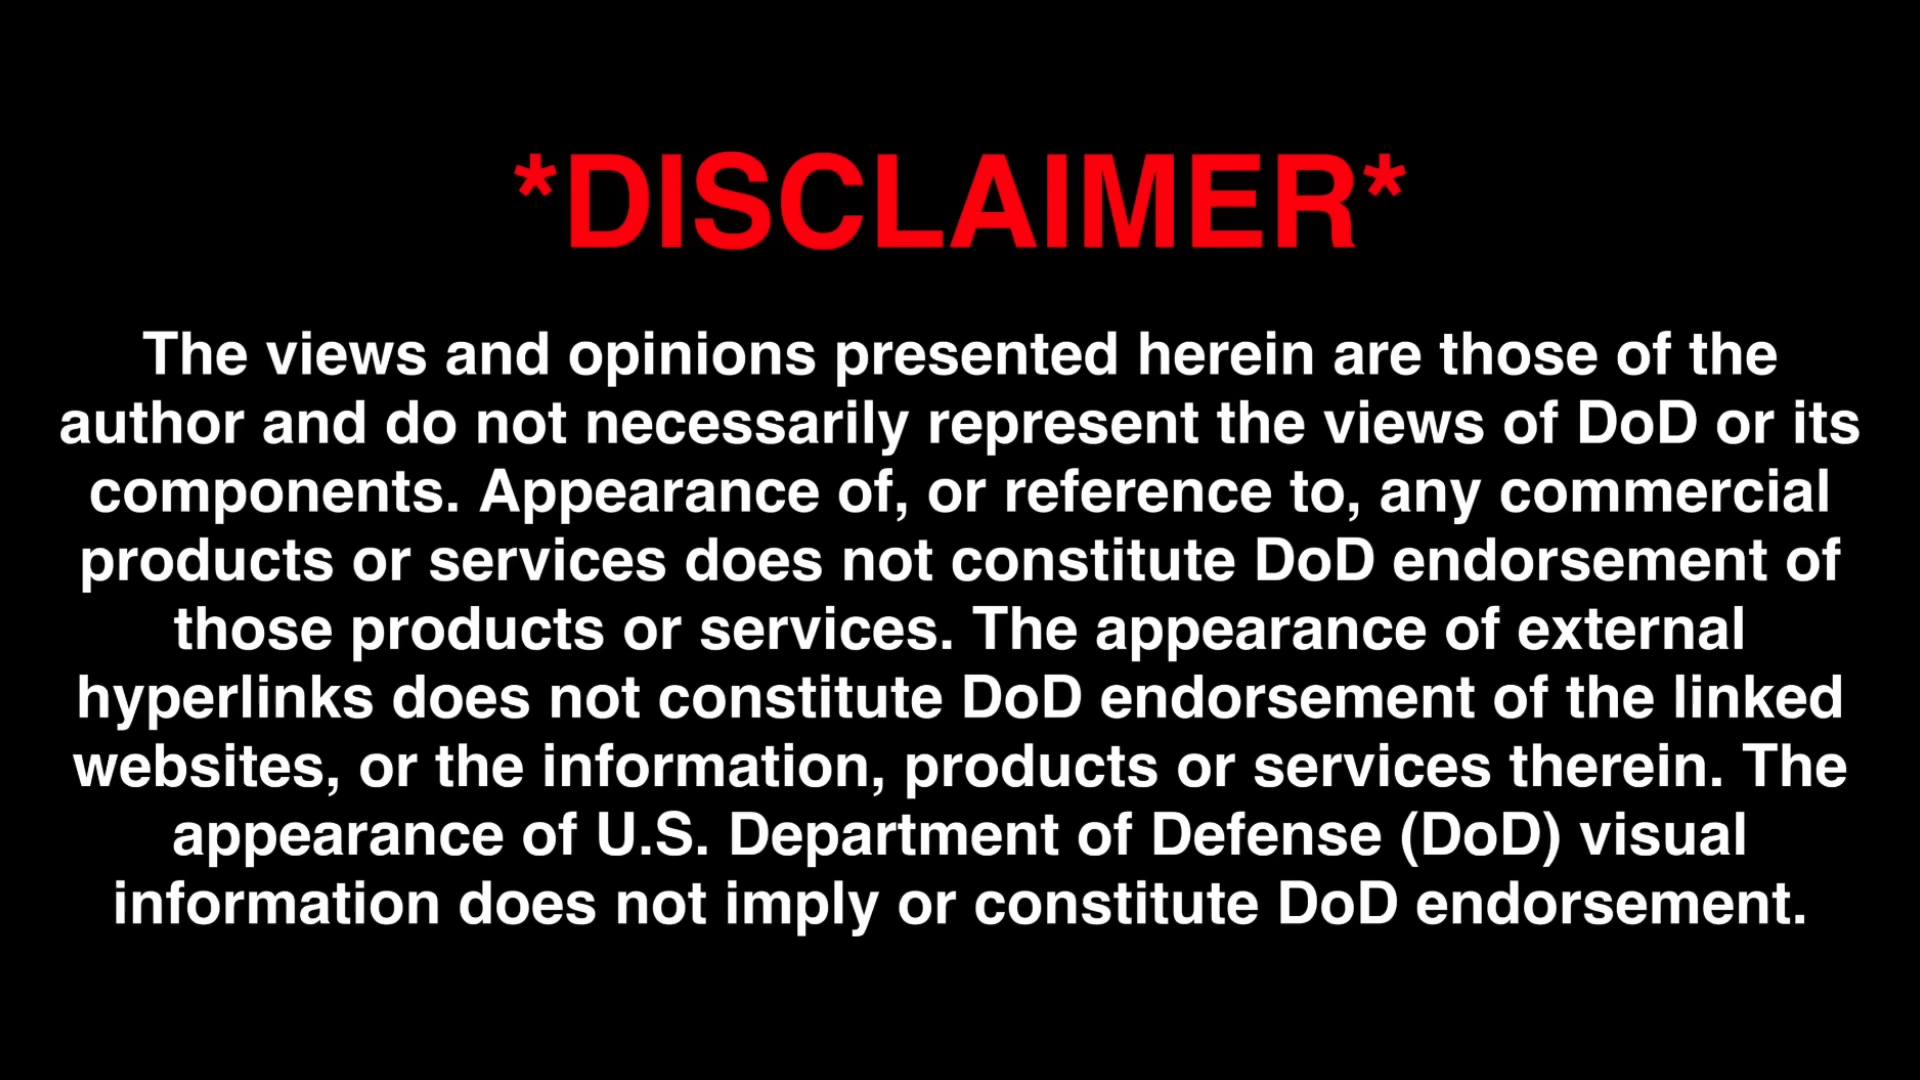 *DISCLAIMER*
The views and opinions presented herein are those of the
author and do not necessarily represent the views of DoD or its
components. Appearance of, or reference to, any commercial
products or services does not constitute DoD endorsement of
those products or services. The appearance of external
hyperlinks does not constitute DoD endorsement of the linked
websites, or the information, products or services therein. The
appearance of U.S. Department of Defense (DoD) visual
information does not imply or constitute DoD endorsement.